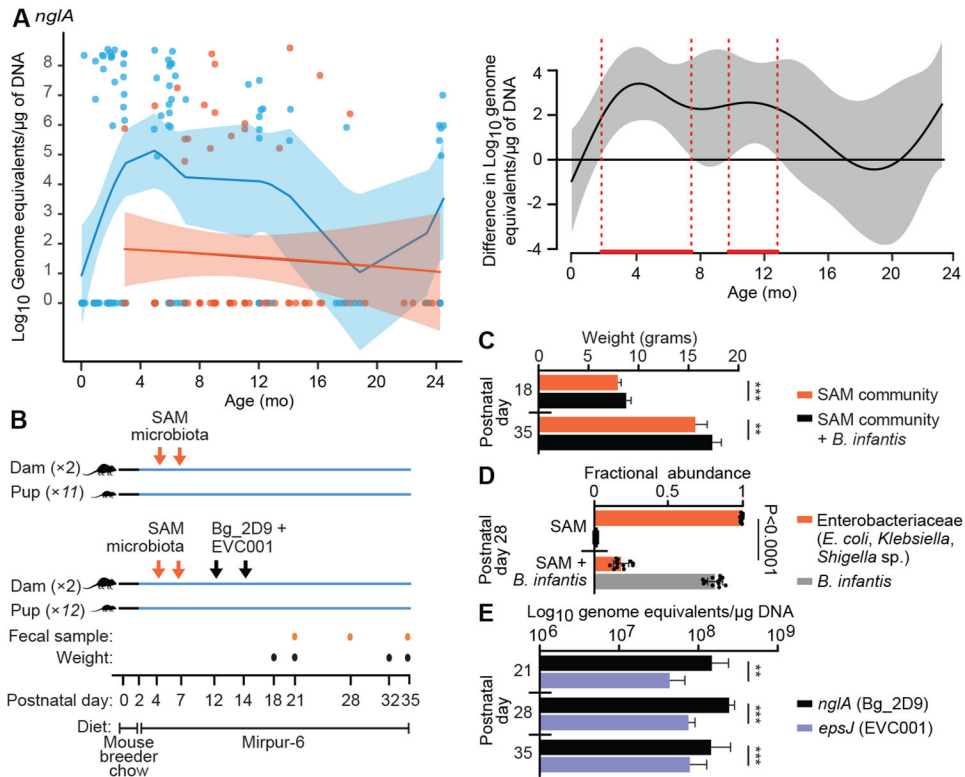 A nglA
Log10 Genome equivalents/µg of DNA
8
7
6
5
4
3
2
1
0
0 4 8 12 16 20 24
Age (mo)
Difference in Log10 genome
equivalents/µg of DNA
4
2
0
-2
-4
0 4 8 12 16 20 24
Age (mo)
B
SAM
microbiota
Dam (×2)
Pup (×11)
SAM
microbiota
Bg_2D9 +
EVC001
Dam (×2)
Pup (×12)
Fecal sample:
Weight:
0 2 4 7 12 14 18 21 28 32 35
Postnatal day:
Diet:
Mouse
breeder
chow
Mirpur-6
C
Weight (grams)
0 5 10 15 20
Postnatal
day
18
35
***
**
SAM community
SAM community
+ B. infantis
D
Fractional abundance
0 0.5 1
Postnatal day 28
SAM
SAM +
B. infantis
P<0.0001
Enterobacteriaceae
(E. coli, Klebsiella,
Shigella sp.)
B. infantis
E
Log10 genome equivalents/µg DNA
10^6 10^7 10^8 10^9
Postnatal day
21
28
35
**
***
***
nglA (Bg_2D9)
epsJ (EVC001)